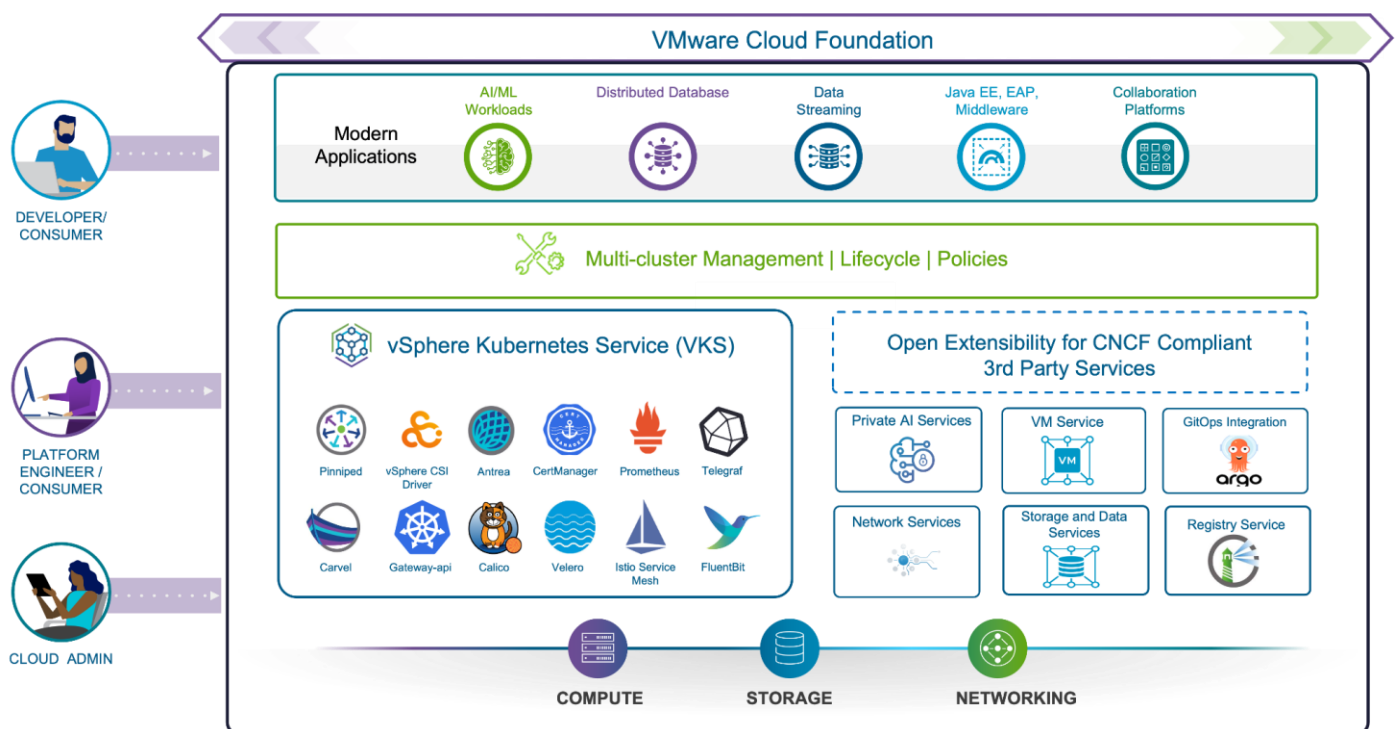 VMware Cloud Foundation
AI/ML
Workloads
Distributed Database
Data
Streaming
Java EE, EAP,
Middleware
Collaboration
Platforms
Modern
Applications
DEVELOPER/
CONSUMER
Multi-cluster Management | Lifecycle | Policies
vSphere Kubernetes Service (VKS)
Open Extensibility for CNCF Compliant
3rd Party Services
PLATFORM
ENGINEER /
CONSUMER
CERT
MANAGER
Pinniped
vSphere CSI
Driver
Antrea
CertManager
Prometheus
Telegraf
Carvel
Gateway-api
Calico
Velero
Istio Service
Mesh
FluentBit
Private AI Services
VM Service
VM
GitOps Integration
argo
Network Services
Storage and Data
Services
Registry Service
CLOUD ADMIN
COMPUTE
STORAGE
NETWORKING